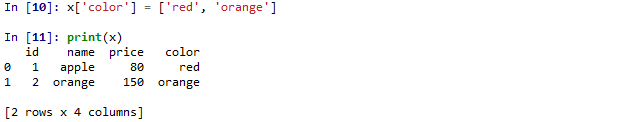 In [10]: x['color'] = ['red', 'orange']
In [11]: print(x)
   id    name  price   color
0   1   apple     80     red
1   2  orange    150  orange
[2 rows x 4 columns]